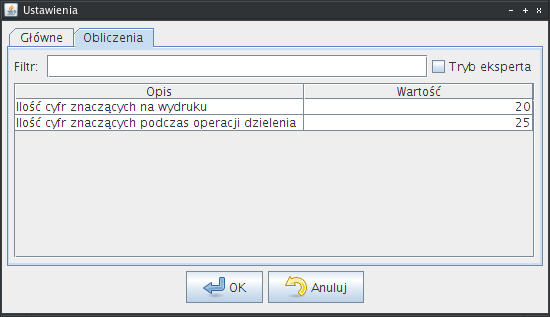 Ustawienia
Główne Obliczenia
Filtr: Tryb eksperta
Opis Wartość
Ilość cyfr znaczących na wydruku 20
Ilość cyfr znaczących podczas operacji dzielenia 25
OK Anuluj